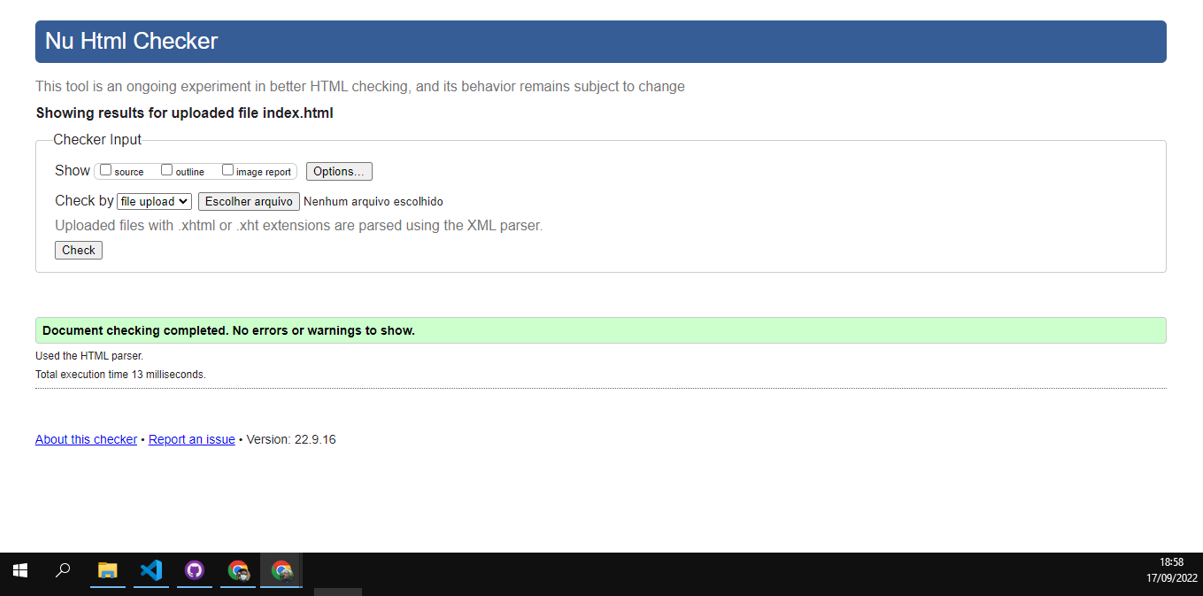 Nu Html Checker
This tool is an ongoing experiment in better HTML checking, and its behavior remains subject to change
Showing results for uploaded file index.html
Checker Input
Show source outline image report Options...
Check by file upload Escolher arquivo Nenhum arquivo escolhido
Uploaded files with .xhtml or .xht extensions are parsed using the XML parser.
Check
Document checking completed. No errors or warnings to show.
Used the HTML parser.
Total execution time 13 milliseconds.
About this checker • Report an issue • Version: 22.9.16
18:58
17/09/2022